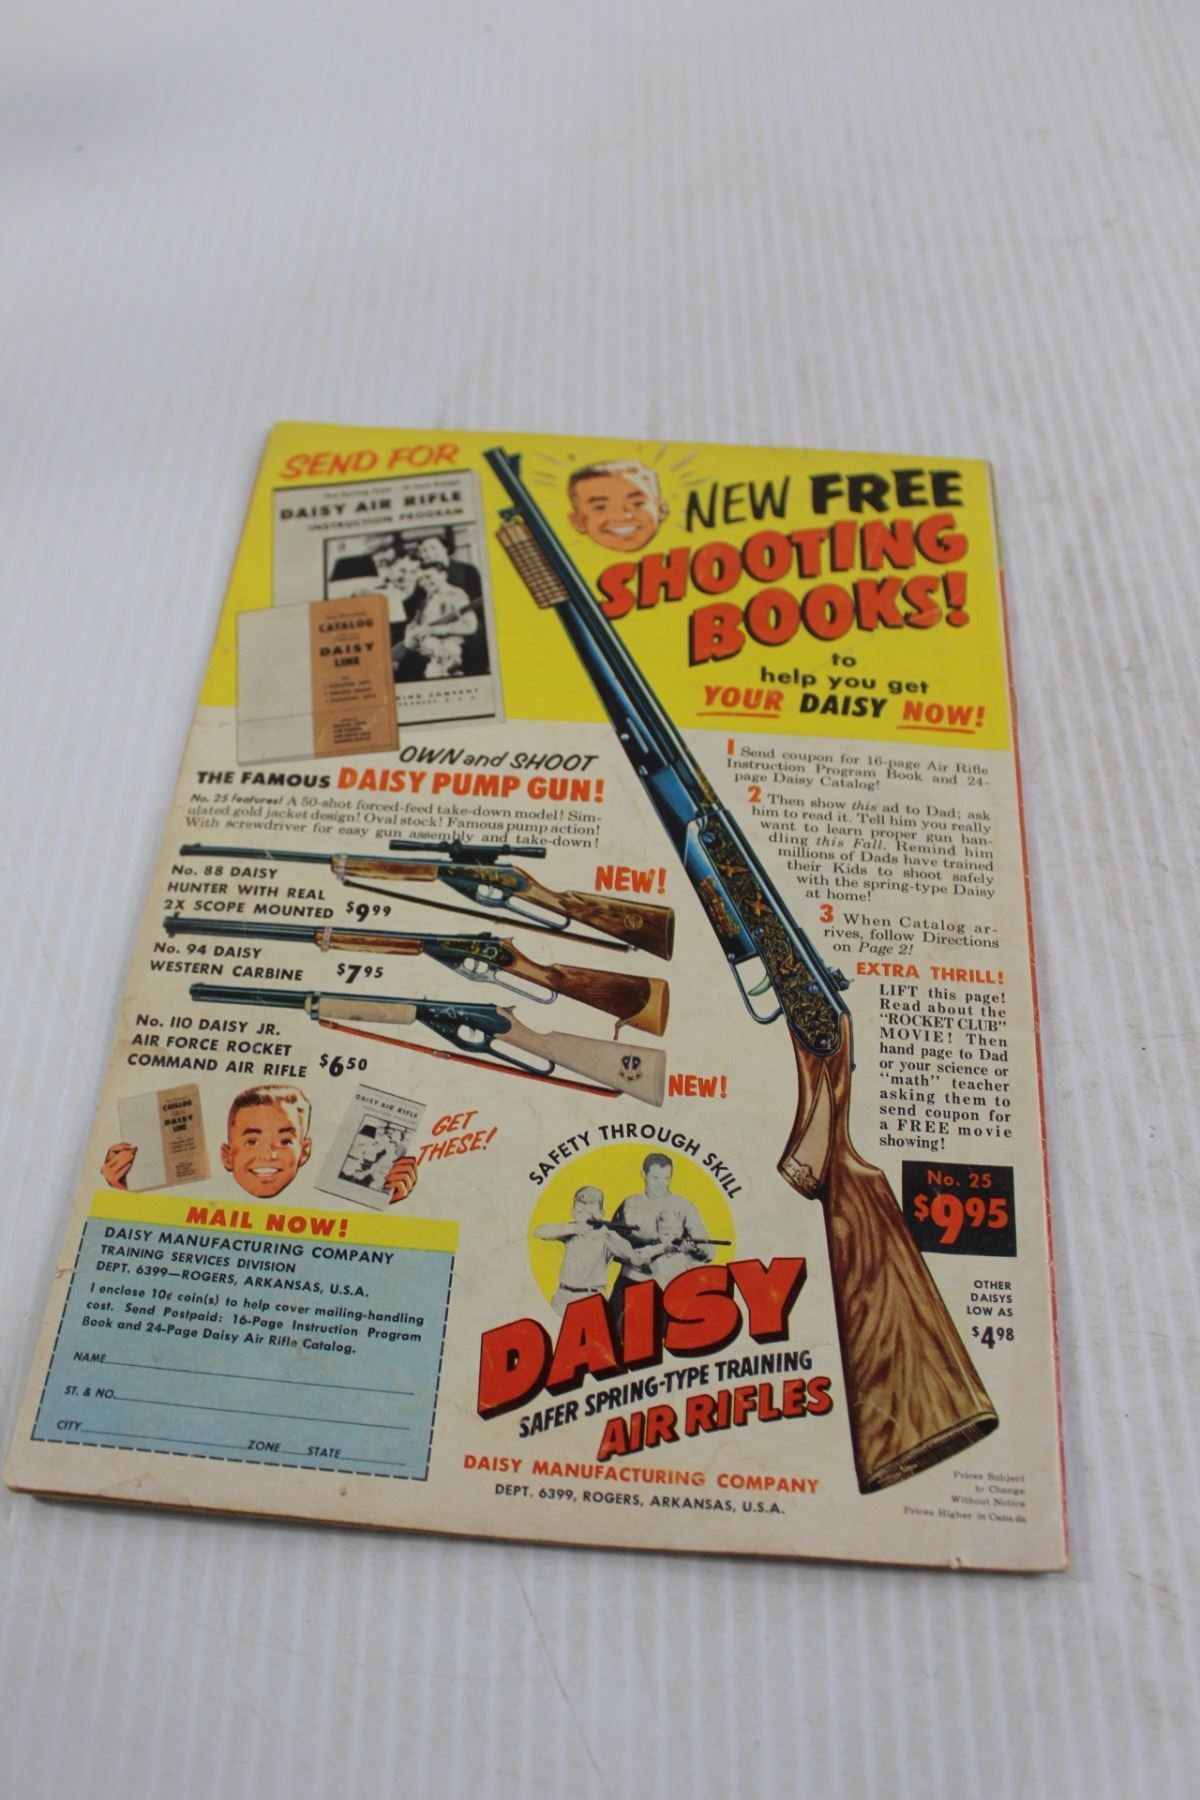 SEND FOR
DAISY AIR RIFLE
INSTRUCTION PROGRAM
CATALOG
DAISY
LINE
NEW FREE
SHOOTING
BOOKS!
to
help you get
YOUR DAISY NOW!
OWN and SHOOT
THE FAMOUS DAISY PUMP GUN!
No. 25 features! A 50-shot forced-feed take-down model! Sim-
ulated gold jacket design! Oval stock! Famous pump action!
With screwdriver for easy gun assembly and take-down!
No. 88 DAISY
HUNTER WITH REAL
2X SCOPE MOUNTED $9.99
NEW!
No. 94 DAISY
WESTERN CARBINE $7.95
No. 110 DAISY JR.
AIR FORCE ROCKET
COMMAND AIR RIFLE $6.50
NEW!
1 Send coupon for 16-page Air Rifle
Instruction Program Book and 24-
page Daisy Catalog!
2 Then show this ad to Dad; ask
him to read it. Tell him you really
want to learn proper gun han-
dling this Fall. Remind him
millions of Dads have trained
their Kids to shoot safely
with the spring-type Daisy
at home!
3 When Catalog ar-
rives, follow Directions
on Page 2!
EXTRA THRILL!
LIFT this page!
Read about the
"ROCKET CLUB"
MOVIE! Then
hand page to Dad
or your science or
"math" teacher
asking them to
send coupon for
a FREE movie
showing!
No. 25
$9.95
OTHER
DAISYS
LOW AS
$4.98
CATALOG
DAISY
LINE
DAISY AIR RIFLE
GET
THESE!
MAIL NOW!
DAISY MANUFACTURING COMPANY
TRAINING SERVICES DIVISION
DEPT. 6399—ROGERS, ARKANSAS, U.S.A.
I enclose 10¢ coin(s) to help cover mailing-handling
cost. Send Postpaid: 16-Page Instruction Program
Book and 24-Page Daisy Air Rifle Catalog.
NAME
ST. & NO.
CITY ZONE STATE
SAFETY THROUGH SKILL
DAISY
SAFER SPRING-TYPE TRAINING
AIR RIFLES
DAISY MANUFACTURING COMPANY
DEPT. 6399, ROGERS, ARKANSAS, U.S.A.
Prices Subject
to Change
Without Notice
Prices Higher in Canada